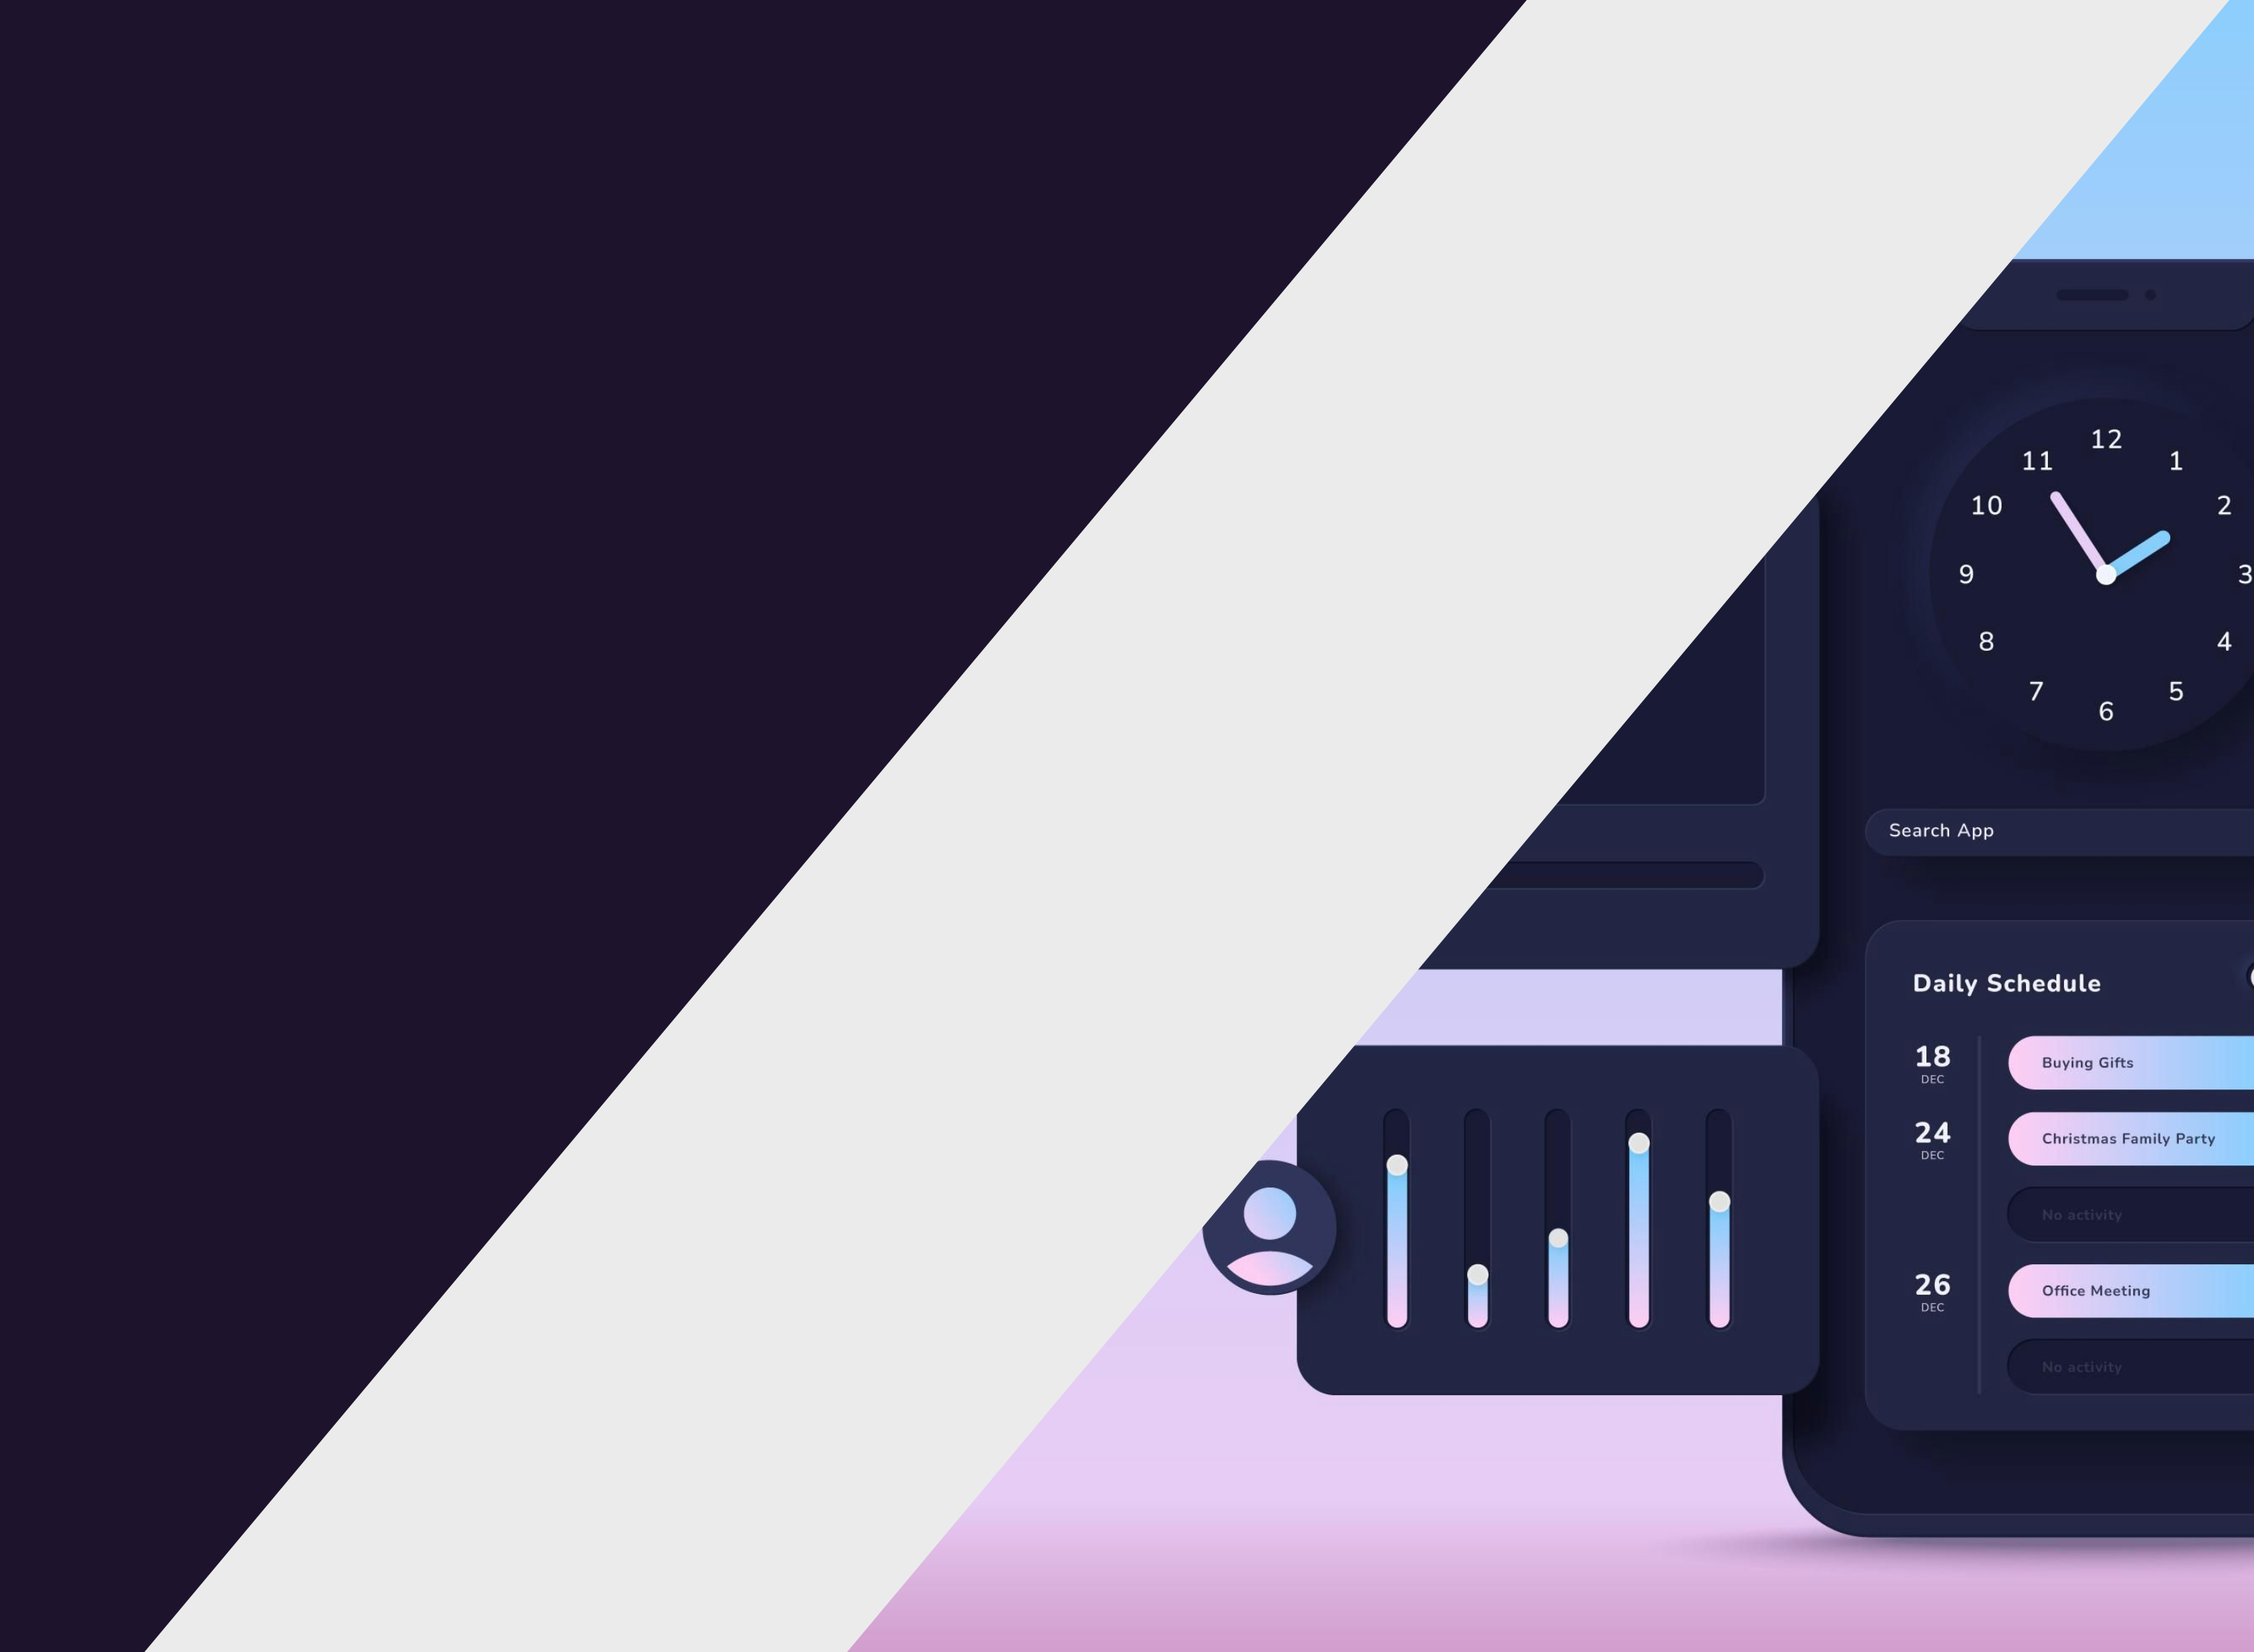 12
11
1
10
2
9
3
8
4
7
5
6
Search App
Daily Schedule
18
DEC
Buying Gifts
24
DEC
Christmas Family Party
No activity
26
DEC
Office Meeting
No activity